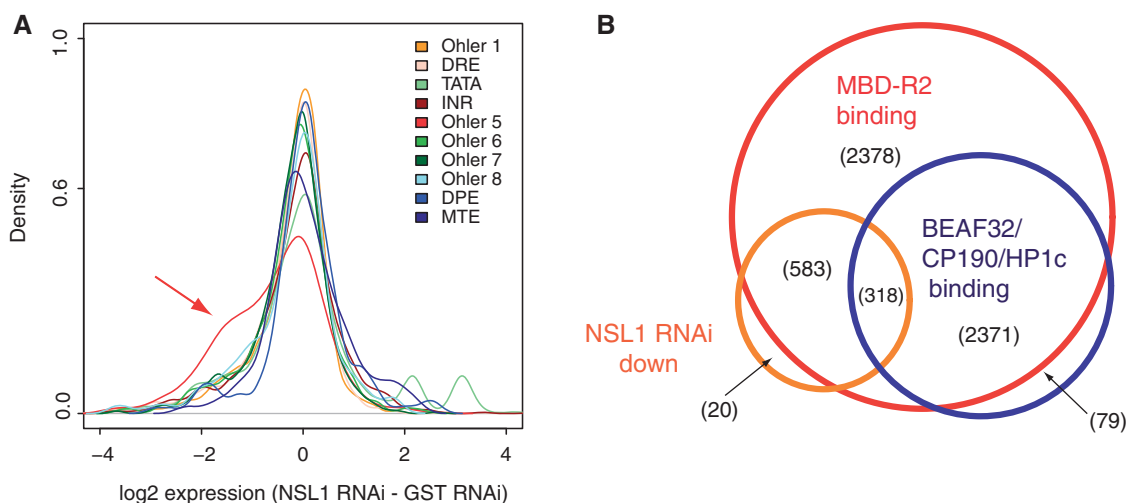 A
1.0
0.6
0.0
Density
Ohler 1
DRE
TATA
INR
Ohler 5
Ohler 6
Ohler 7
Ohler 8
DPE
MTE
−4
−2
0
2
4
log2 expression (NSL1 RNAi - GST RNAi)
B
MBD-R2
binding
(2378)
BEAF32/
CP190/HP1c
binding
(583)
(318)
(2371)
NSL1 RNAi
down
(20)
(79)